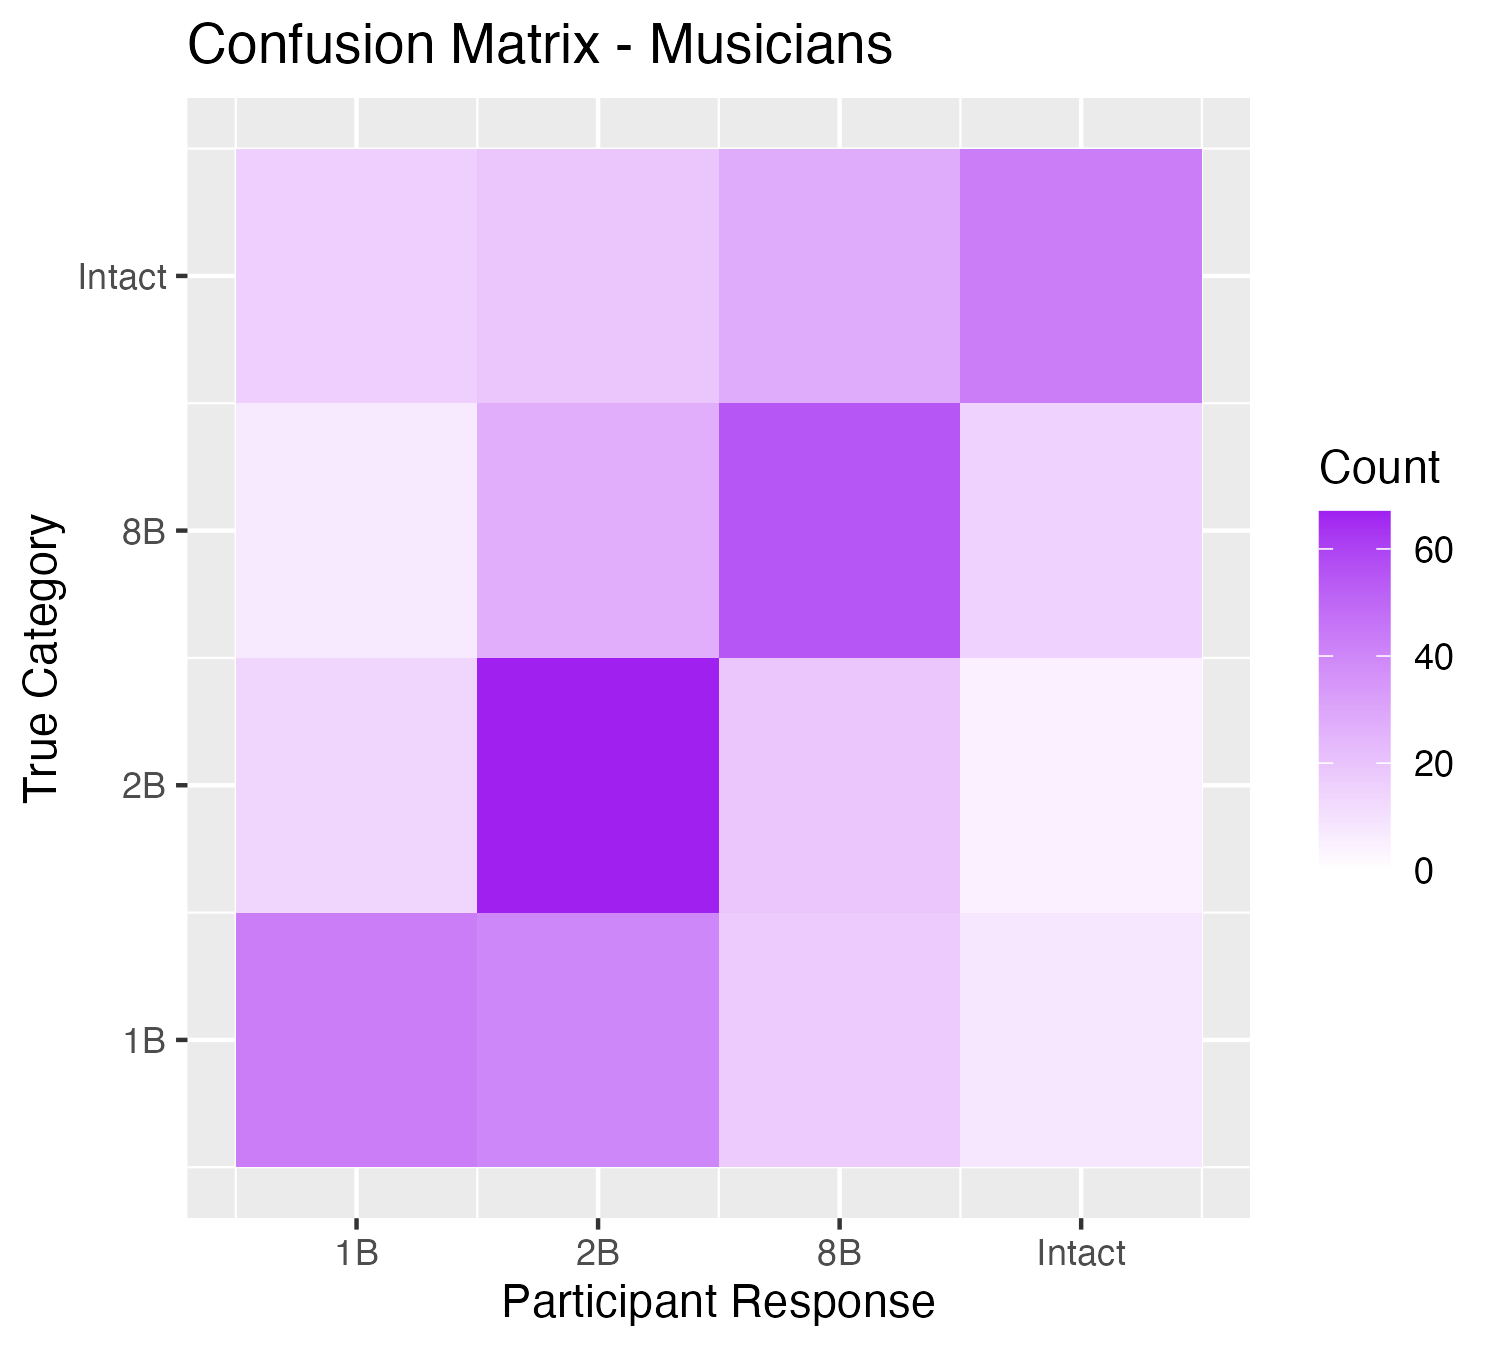 Confusion Matrix - Musicians
True Category
Intact
8B
2B
1B
1B 2B 8B Intact
Participant Response
Count
60
40
20
0